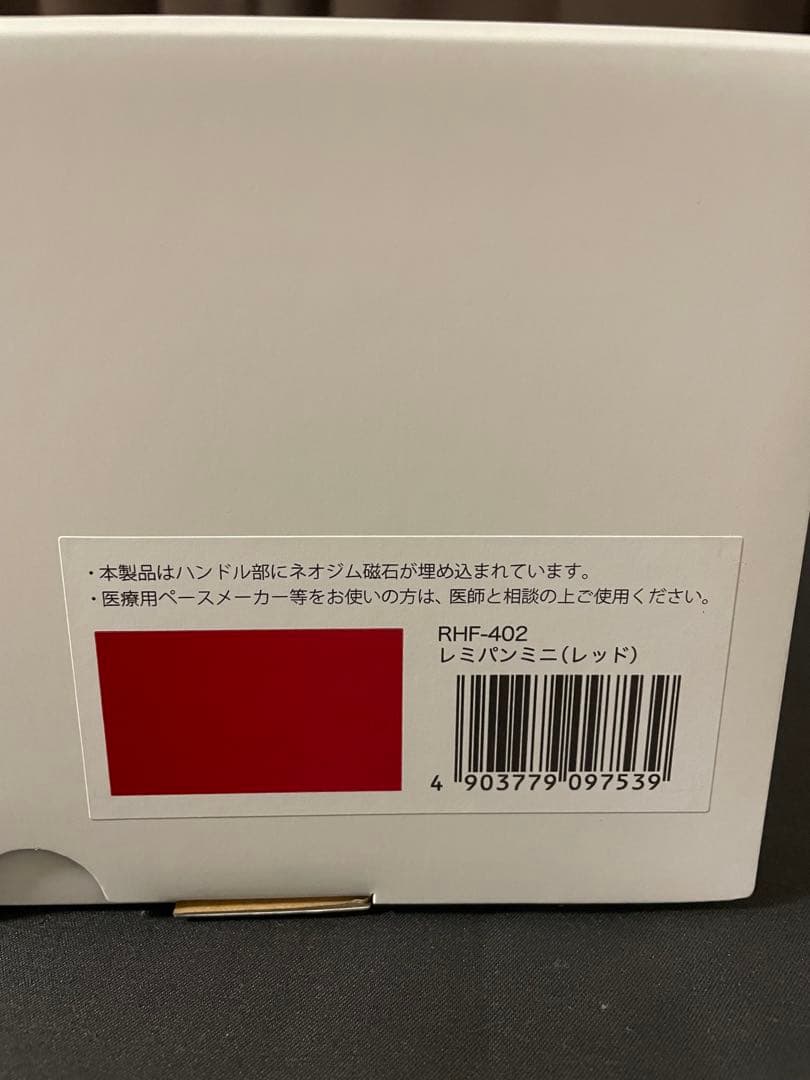 ・本製品はハンドル部にネオジム磁石が埋め込まれています。
・医療用ペースメーカー等をお使いの方は、医師と相談の上ご使用ください。
RHF-402
レミパンミニ(レッド)
4 903779 097539